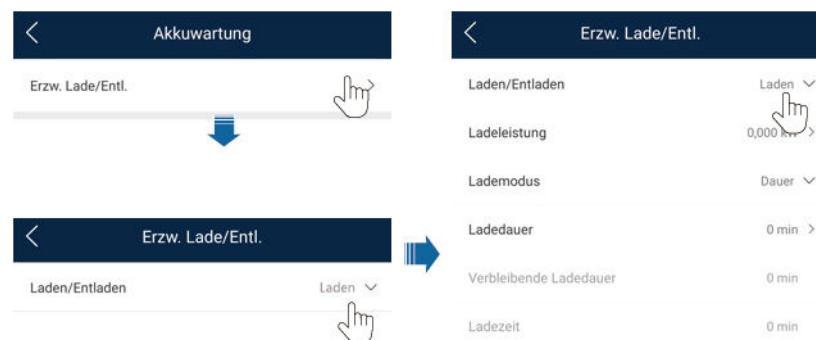 Akkuwartung
Erzw. Lade/Entl.
Erzw. Lade/Entl.
Laden/Entladen Laden
Erzw. Lade/Entl.
Laden/Entladen Laden
Ladeleistung 0,000
Lademodus Dauer
Ladedauer 0 min
Verbleibende Ladedauer 0 min
Ladezeit 0 min